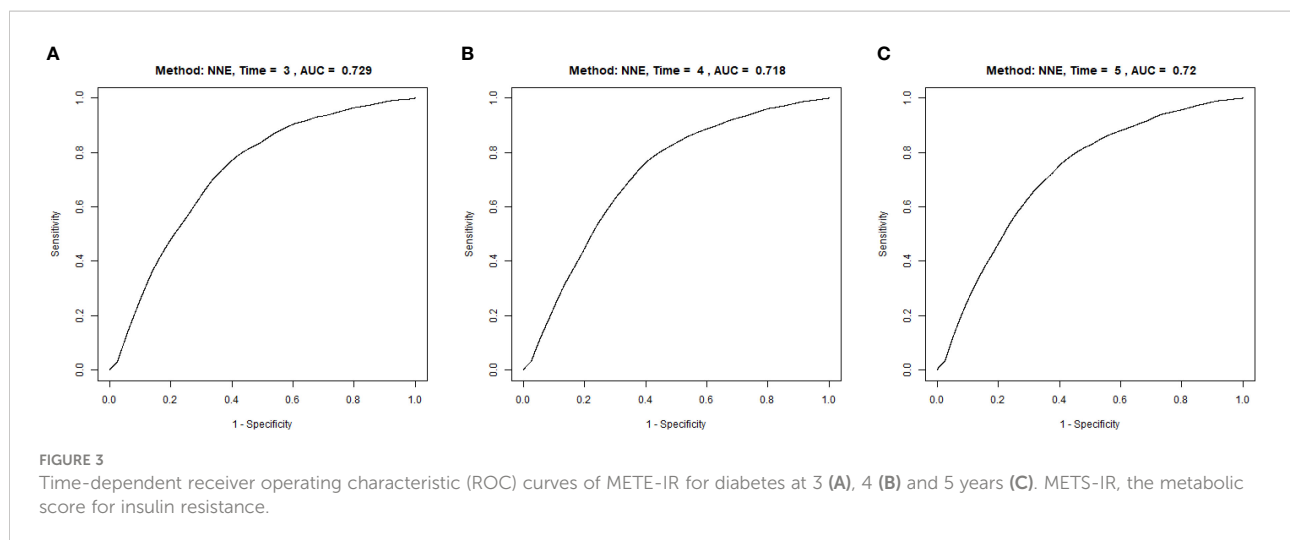 A
Method: NNE, Time = 3 , AUC = 0.729
Sensitivity
1.0
0.8
0.6
0.4
0.2
0.0
0.0 0.2 0.4 0.6 0.8 1.0
1 - Specificity
B
Method: NNE, Time = 4 , AUC = 0.718
Sensitivity
1.0
0.8
0.6
0.4
0.2
0.0
0.0 0.2 0.4 0.6 0.8 1.0
1 - Specificity
C
Method: NNE, Time = 5 , AUC = 0.72
Sensitivity
1.0
0.8
0.6
0.4
0.2
0.0
0.0 0.2 0.4 0.6 0.8 1.0
1 - Specificity
FIGURE 3
Time-dependent receiver operating characteristic (ROC) curves of METE-IR for diabetes at 3 (A), 4 (B) and 5 years (C). METS-IR, the metabolic
score for insulin resistance.